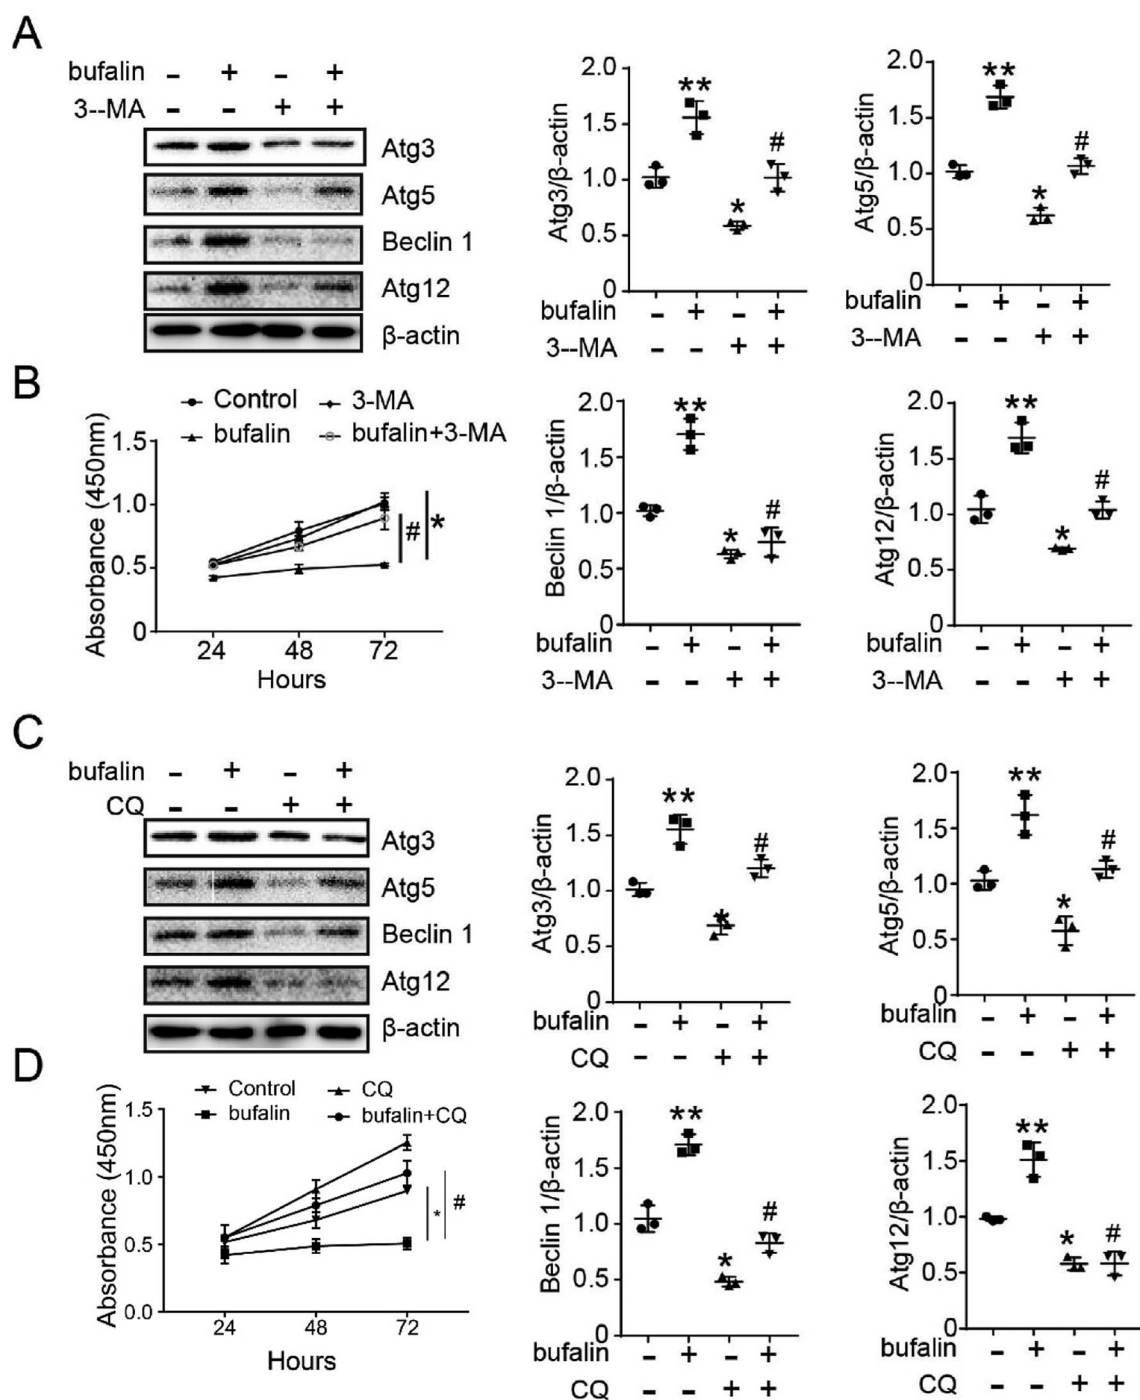 A
bufalin - + - +
3--MA - - + +
Atg3
Atg5
Beclin 1
Atg12
β-actin
Atg3/β-actin
2.0
**
1.5
#
1.0
*
0.5
0
bufalin - + - +
3--MA - - + +
Atg5/β-actin
2.0
**
1.5
#
1.0
*
0.5
0
bufalin - + - +
3--MA - - + +
B
Control 3-MA
bufalin bufalin+3-MA
Absorbance (450nm)
1.5
1.0
# *
0.5
0
24 48 72
Hours
Beclin 1/β-actin
2.0
**
1.5
1.0
#
*
0.5
0
bufalin - + - +
3--MA - - + +
Atg12/β-actin
2.0
**
1.5
#
1.0
*
0.5
0
bufalin - + - +
3--MA - - + +
C
bufalin - + - +
CQ - - + +
Atg3
Atg5
Beclin 1
Atg12
β-actin
Atg3/β-actin
2.0
**
1.5
#
1.0
*
0.5
0
bufalin - + - +
CQ - - + +
Atg5/β-actin
2.0
**
1.5
#
1.0
*
0.5
0
bufalin - + - +
CQ - - + +
D
Control CQ
bufalin bufalin+CQ
Absorbance (450nm)
1.5
1.0
* #
0.5
0.0
24 48 72
Hours
Beclin 1/β-actin
2.0
**
1.5
#
1.0
*
0.5
0
bufalin - + - +
CQ - - + +
Atg12/β-actin
2.0
**
1.5
1.0
* #
0.5
0
bufalin - + - +
CQ - - + +